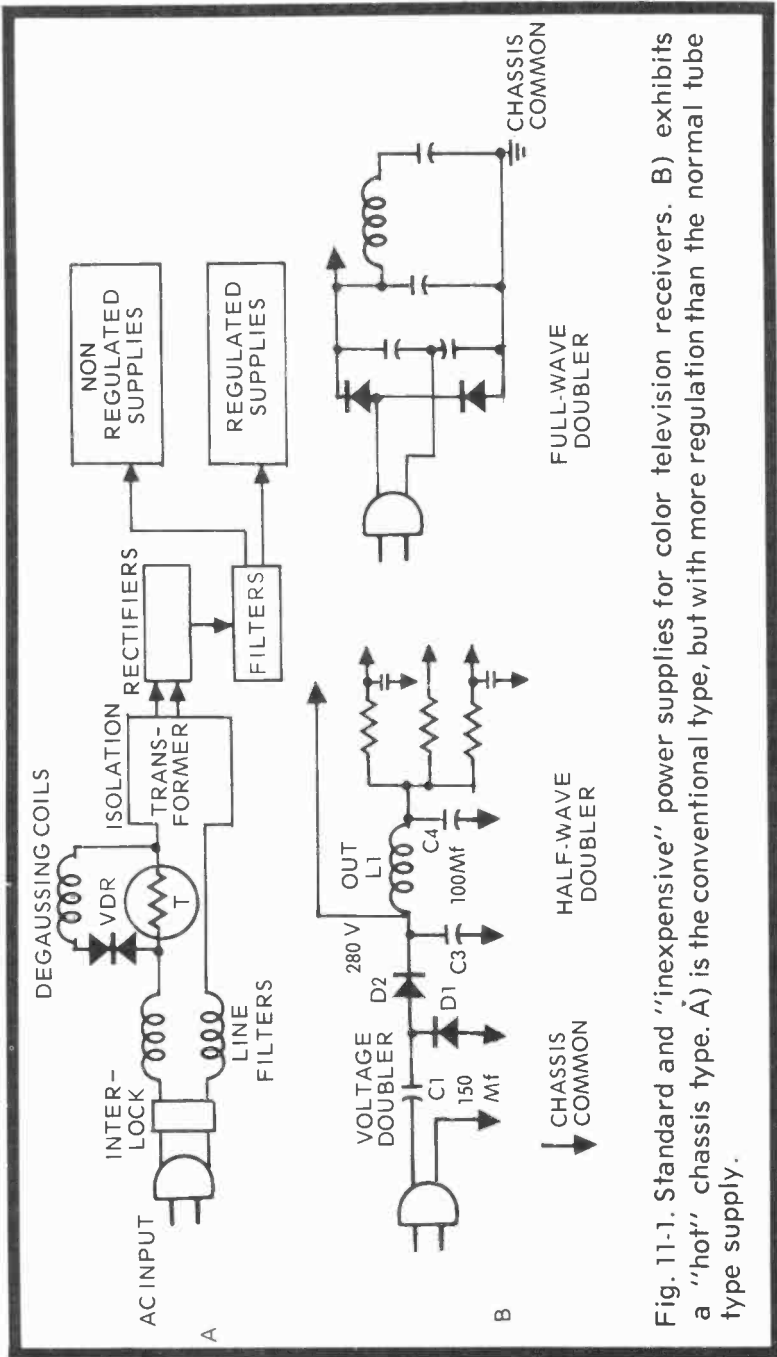 AC INPUT
A
INTER-
LOCK
LINE
FILTERS
DEGAUSSING COILS
VDR
T
ISOLATION
TRANS-
FORMER
RECTIFIERS
FILTERS
NON
REGULATED
SUPPLIES
REGULATED
SUPPLIES
B
VOLTAGE
DOUBLER
C1
150
Mf
D2
D1
280 V
C3
OUT
L1
C4
100Mf
CHASSIS
COMMON
HALF-WAVE
DOUBLER
FULL-WAVE
DOUBLER
CHASSIS
COMMON
Fig. 11-1. Standard and "inexpensive" power supplies for color television receivers. B) exhibits
a "hot" chassis type. A) is the conventional type, but with more regulation than the normal tube
type supply.